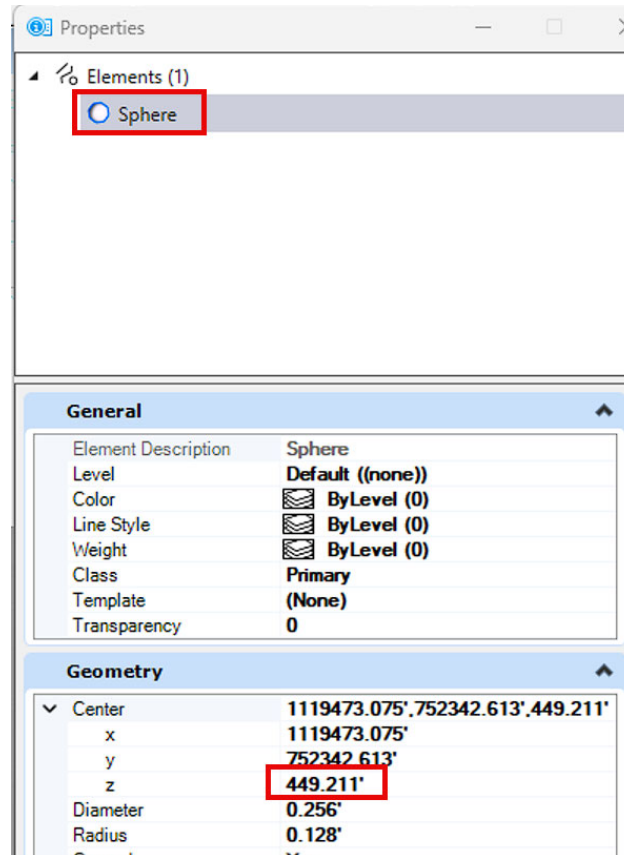 Properties
Elements (1)
Sphere
General
Element Description Sphere
Level Default ((none))
Color ByLevel (0)
Line Style ByLevel (0)
Weight ByLevel (0)
Class Primary
Template (None)
Transparency 0
Geometry
Center 1119473.075',752342.613',449.211'
x 1119473.075'
y 752342.613'
z 449.211'
Diameter 0.256'
Radius 0.128'